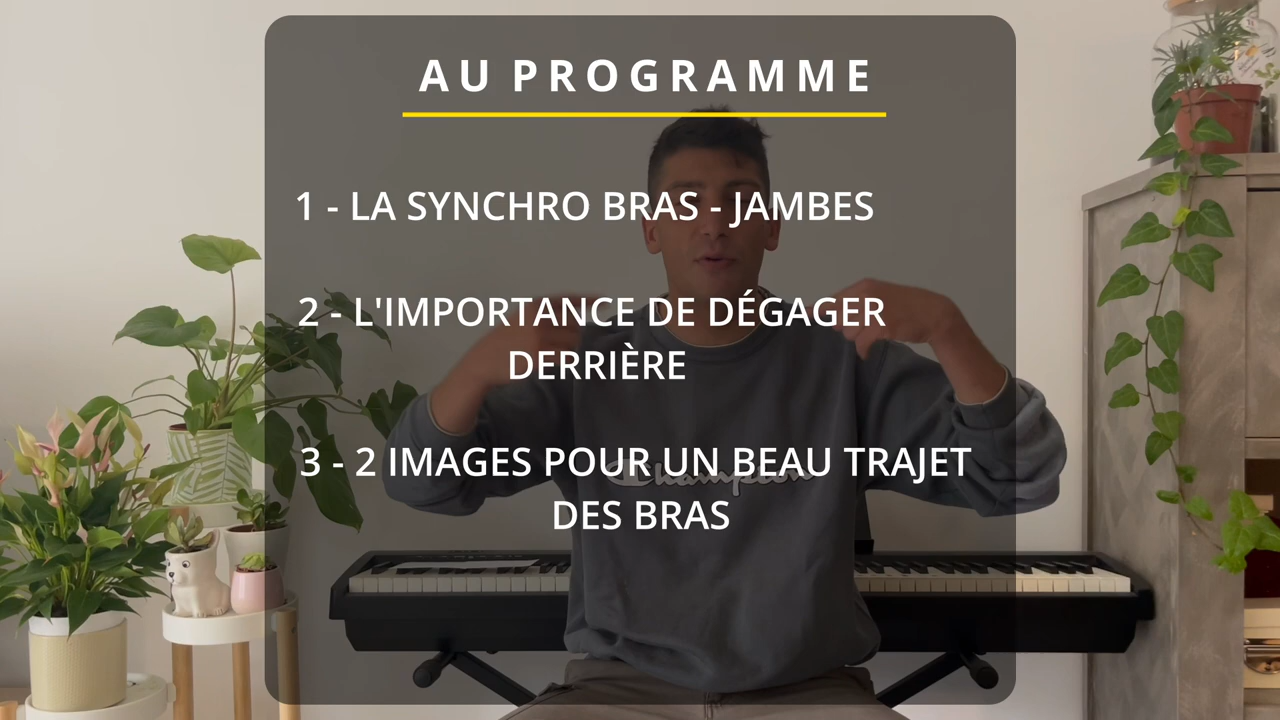 AU PROGRAMME
1 - LA SYNCHRO BRAS - JAMBES
2 - L'IMPORTANCE DE DÉGAGER
DERRIÈRE
3 - 2 IMAGES POUR UN BEAU TRAJET
DES BRAS
Champion